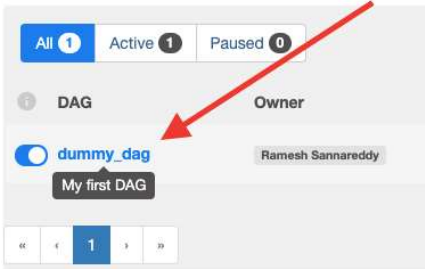 All 1 Active 1 Paused 0
DAG Owner
dummy_dag Ramesh Sannareddy
My first DAG
« ‹ 1 › »